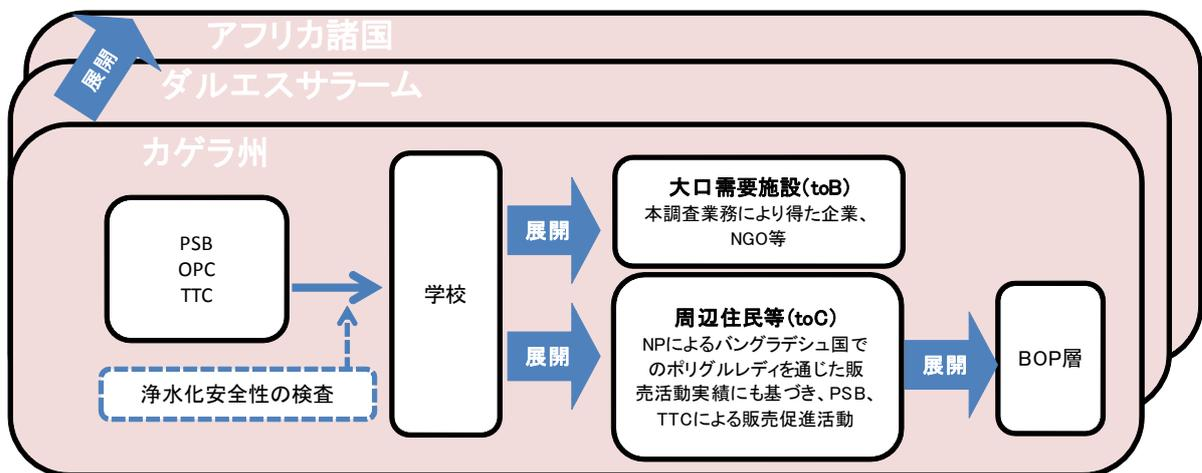 アフリカ諸国
展開
ダルエスサラーム
カゲラ州
PSB
OPC
TTC
浄水化安全性の検査
学校
展開
大口需要施設(toB)
本調査業務により得た企業、
NGO等
展開
周辺住民等(toC)
NPによるバングラデシュ国で
のポリグルレディを通じた販
売活動実績にも基づき、PSB、
TTCによる販売促進活動
展開
BOP層